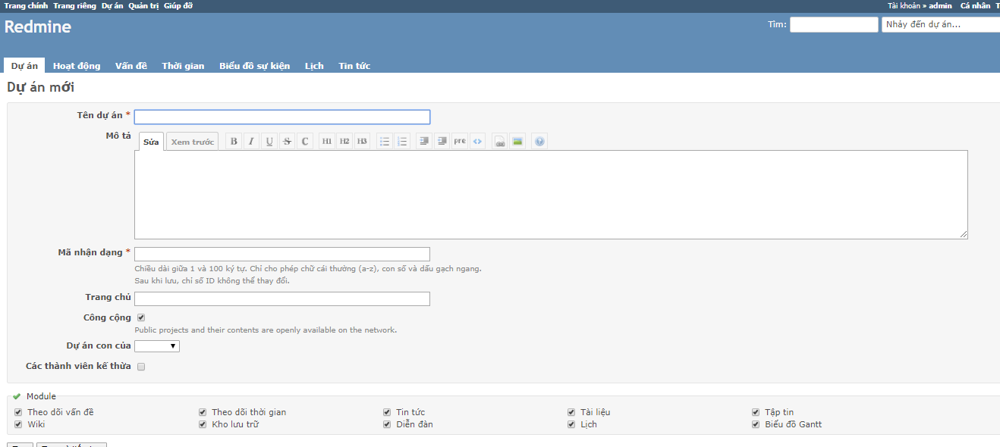 Trang chính Trang riêng Dự án Quản trị Giúp đỡ Tài khoản » admin Cá nhân
Redmine Tìm: Nhảy đến dự án...
Dự án Hoạt động Vấn đề Thời gian Biểu đồ sự kiện Lịch Tin tức
Dự án mới
Tên dự án *
Mô tả Sửa Xem trước B I U S C H1 H2 H3 pre <> ?
Mã nhận dạng *
Chiều dài giữa 1 và 100 ký tự. Chỉ cho phép chữ cái thường (a-z), con số và dấu gạch ngang.
Sau khi lưu, chỉ số ID không thể thay đổi.
Trang chủ
Công cộng
Public projects and their contents are openly available on the network.
Dự án con của
Các thành viên kế thừa
Module
Theo dõi vấn đề Theo dõi thời gian Tin tức Tài liệu Tập tin
Wiki Kho lưu trữ Diễn đàn Lịch Biểu đồ Gantt